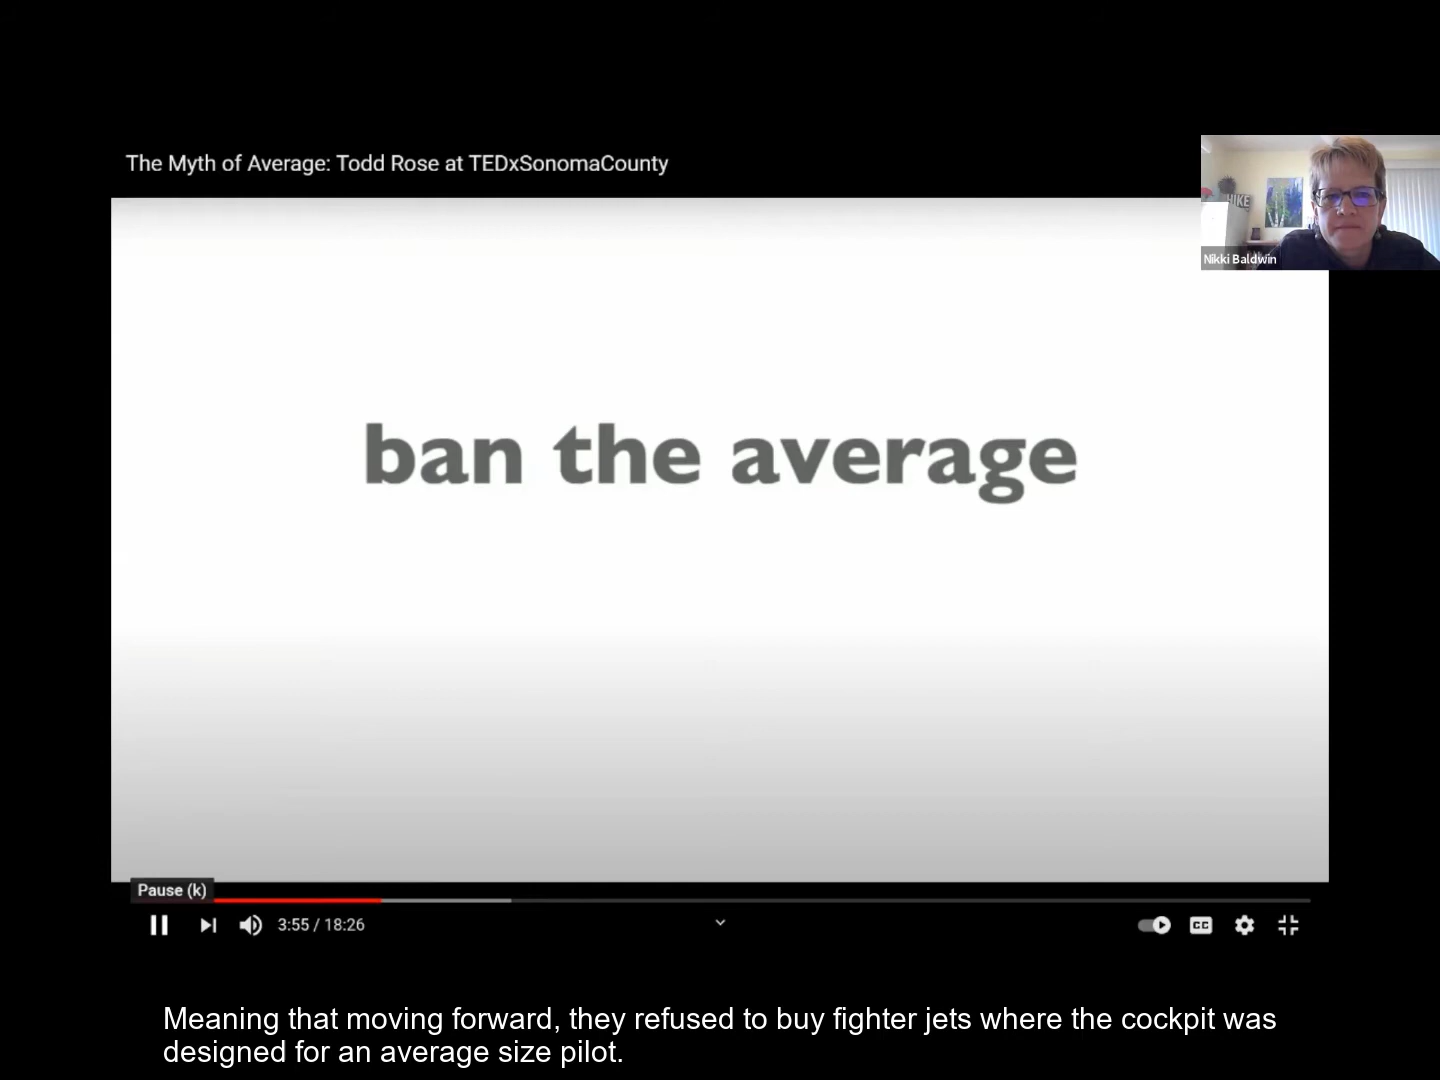 The Myth of Average: Todd Rose at TEDxSonomaCounty
HIKE
Nikki Baldwin
ban the average
Pause (k)
3:55 / 18:26
CC
Meaning that moving forward, they refused to buy fighter jets where the cockpit was
designed for an average size pilot.